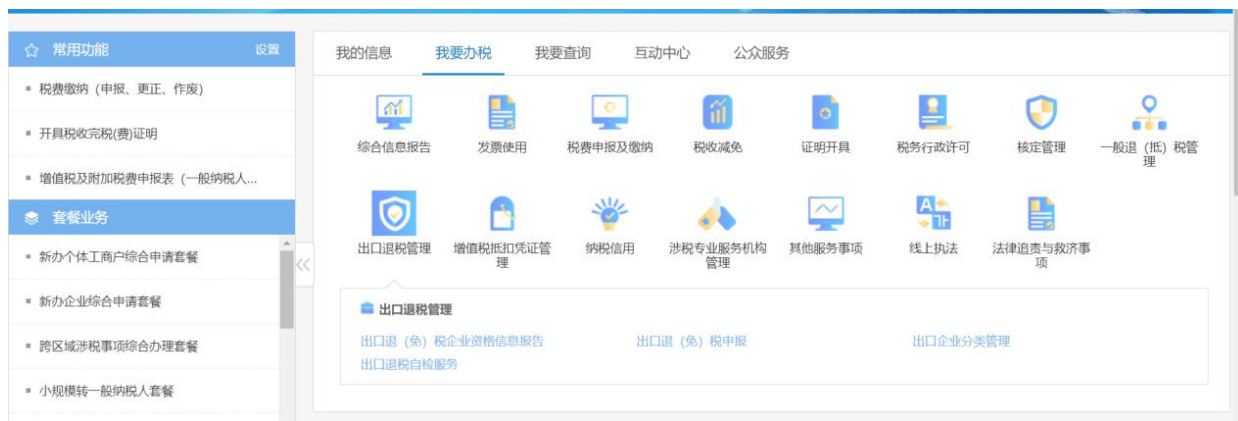 常用功能 设置
税费缴纳（申报、更正、作废）
开具税收完税(费)证明
增值税及附加税费申报表（一般纳税人...
套餐业务
新办个体工商户综合申请套餐
新办企业综合申请套餐
跨区域涉税事项综合办理套餐
小规模转一般纳税人套餐
我的信息 我要办税 我要查询 互动中心 公众服务
综合信息报告 发票使用 税费申报及缴纳 税收减免 证明开具 税务行政许可 核定管理 一般退（抵）税管
理
出口退税管理 增值税抵扣凭证管 纳税信用 涉税专业服务机构 其他服务事项 线上执法 法律追责与救济事
理 管理 项
出口退税管理
出口退（免）税企业资格信息报告 出口退（免）税申报 出口企业分类管理
出口退税自检服务